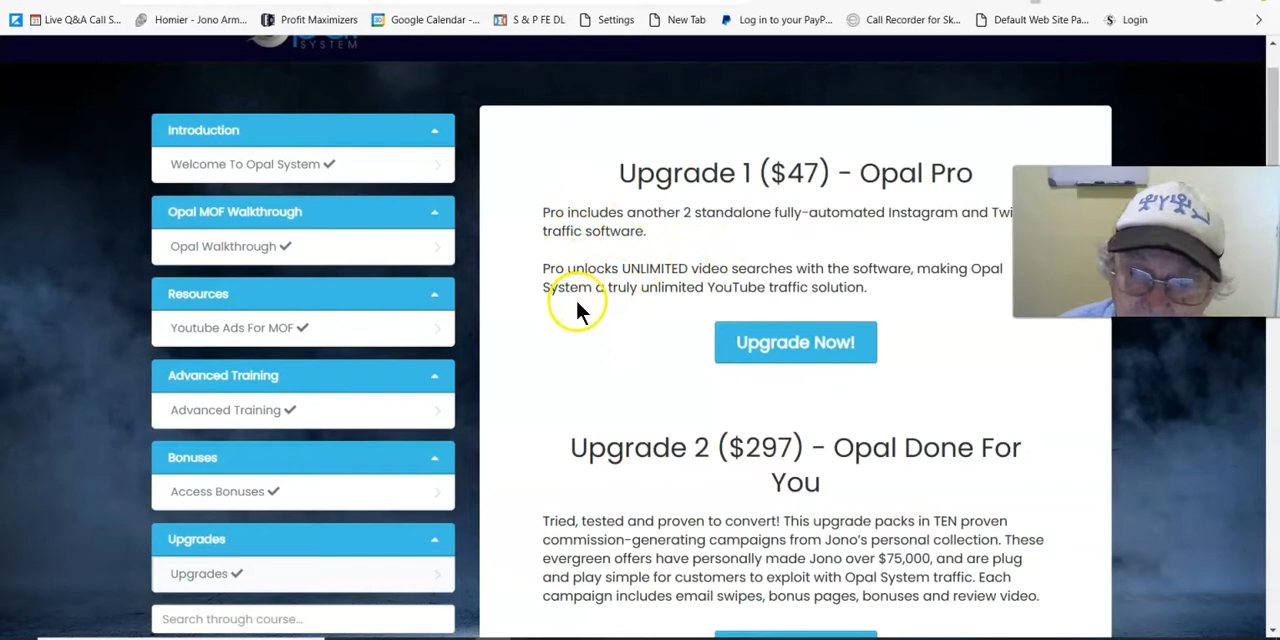 Live Q&A Call S...
Homier - Jono Arm...
Profit Maximizers
Google Calendar -...
S & P FE DL
Settings
New Tab
Log in to your PayP...
Call Recorder for Sk...
Default Web Site Pa...
Login
SYSTEM
Introduction
Welcome To Opal System
Opal MOF Walkthrough
Opal Walkthrough
Resources
Youtube Ads For MOF
Advanced Training
Advanced Training
Bonuses
Access Bonuses
Upgrades
Upgrades
Search through course...
Upgrade 1 ($47) - Opal Pro
Pro includes another 2 standalone fully-automated Instagram and Twi
traffic software.
Pro unlocks UNLIMITED video searches with the software, making Opal
System a truly unlimited YouTube traffic solution.
Upgrade Now!
Upgrade 2 ($297) - Opal Done For
You
Tried, tested and proven to convert! This upgrade packs in TEN proven
commission-generating campaigns from Jono's personal collection. These
evergreen offers have personally made Jono over $75,000, and are plug
and play simple for customers to exploit with Opal System traffic. Each
campaign includes email swipes, bonus pages, bonuses and review video.